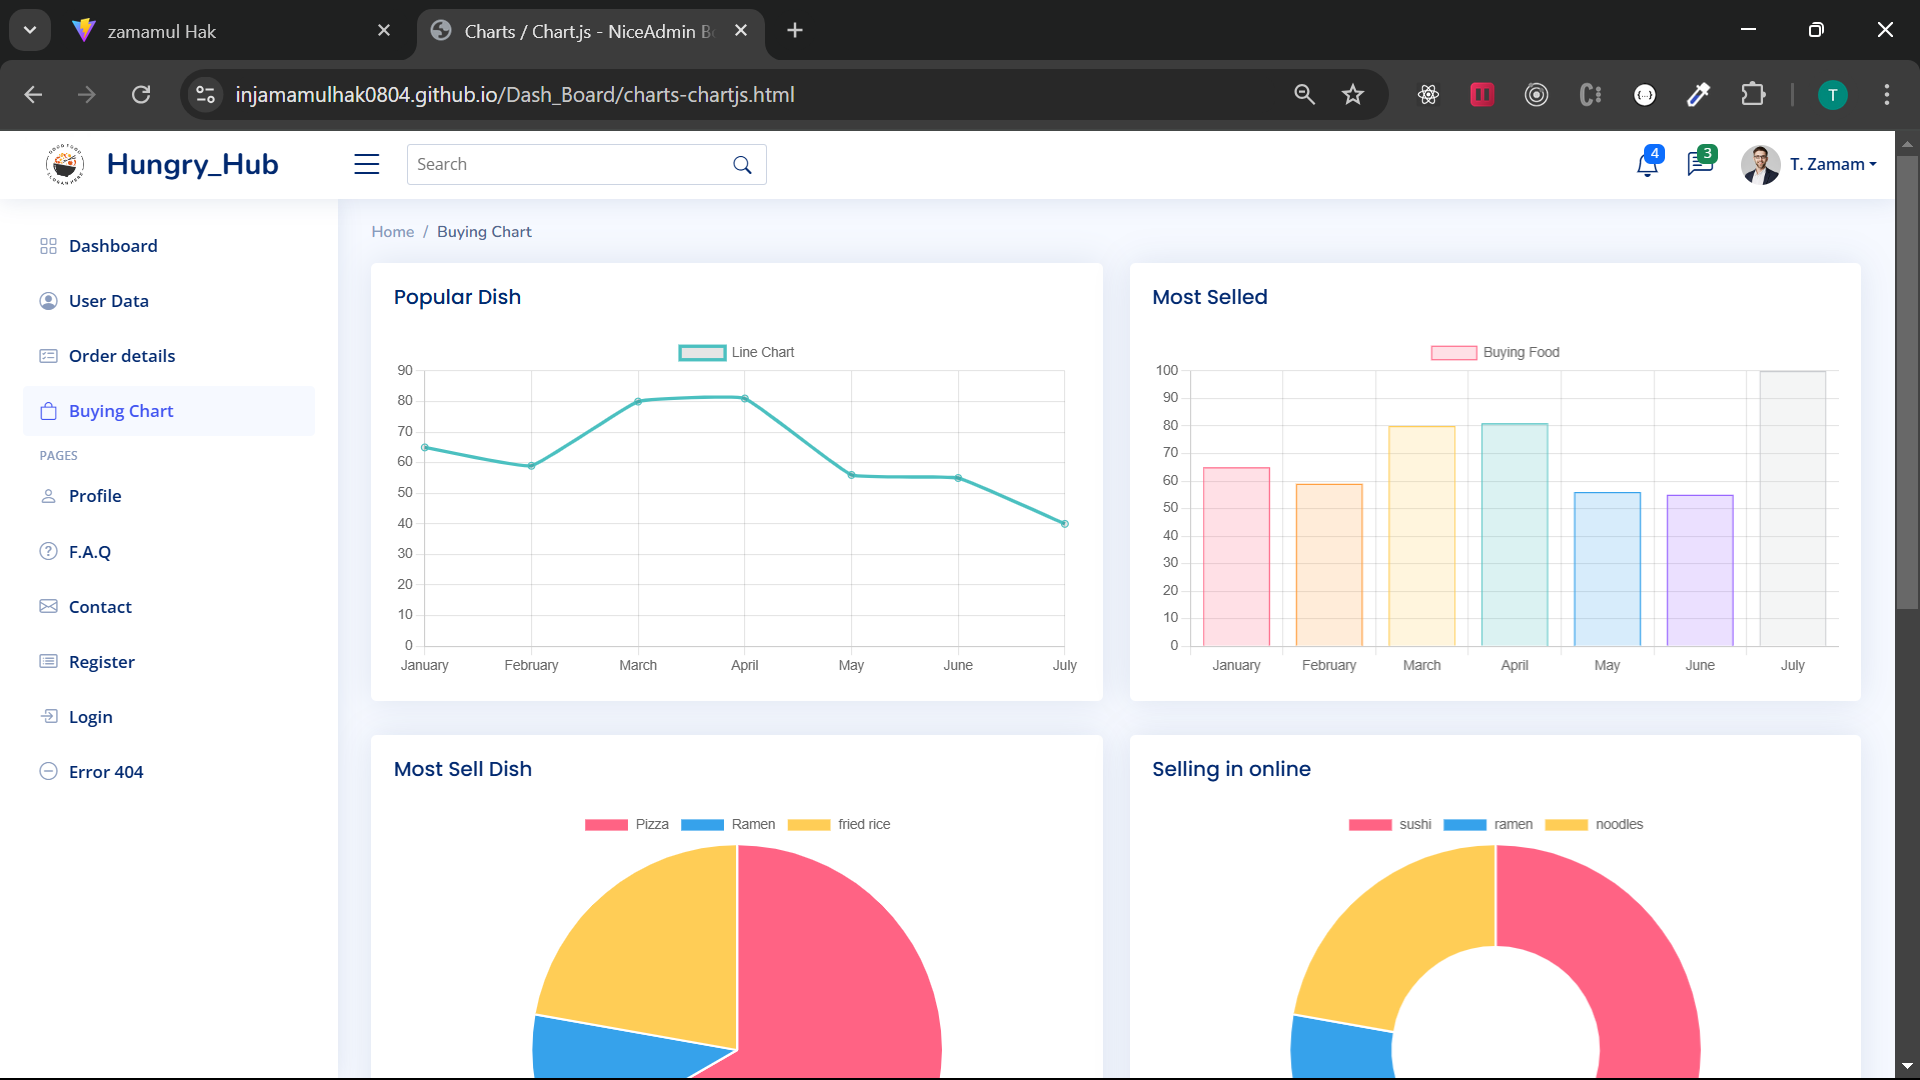 zamamul Hak
Charts / Chart.js - NiceAdmin B
injamamulhak0804.github.io/Dash_Board/charts-chartjs.html
T
Hungry_Hub
Search
4
3
T. Zamam
Dashboard
User Data
Order details
Buying Chart
PAGES
Profile
F.A.Q
Contact
Register
Login
Error 404
Home / Buying Chart
Popular Dish
Line Chart
90
80
70
60
50
40
30
20
10
0
January February March April May June July
Most Selled
Buying Food
100
90
80
70
60
50
40
30
20
10
0
January February March April May June July
Most Sell Dish
Pizza Ramen fried rice
Selling in online
sushi ramen noodles